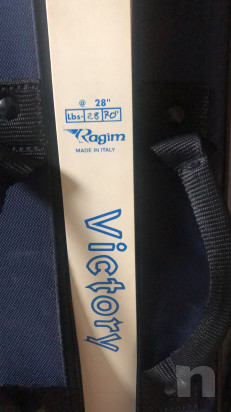 @ 28"
Lbs- 28 70"
Ragim
MADE IN ITALY
Victory
n